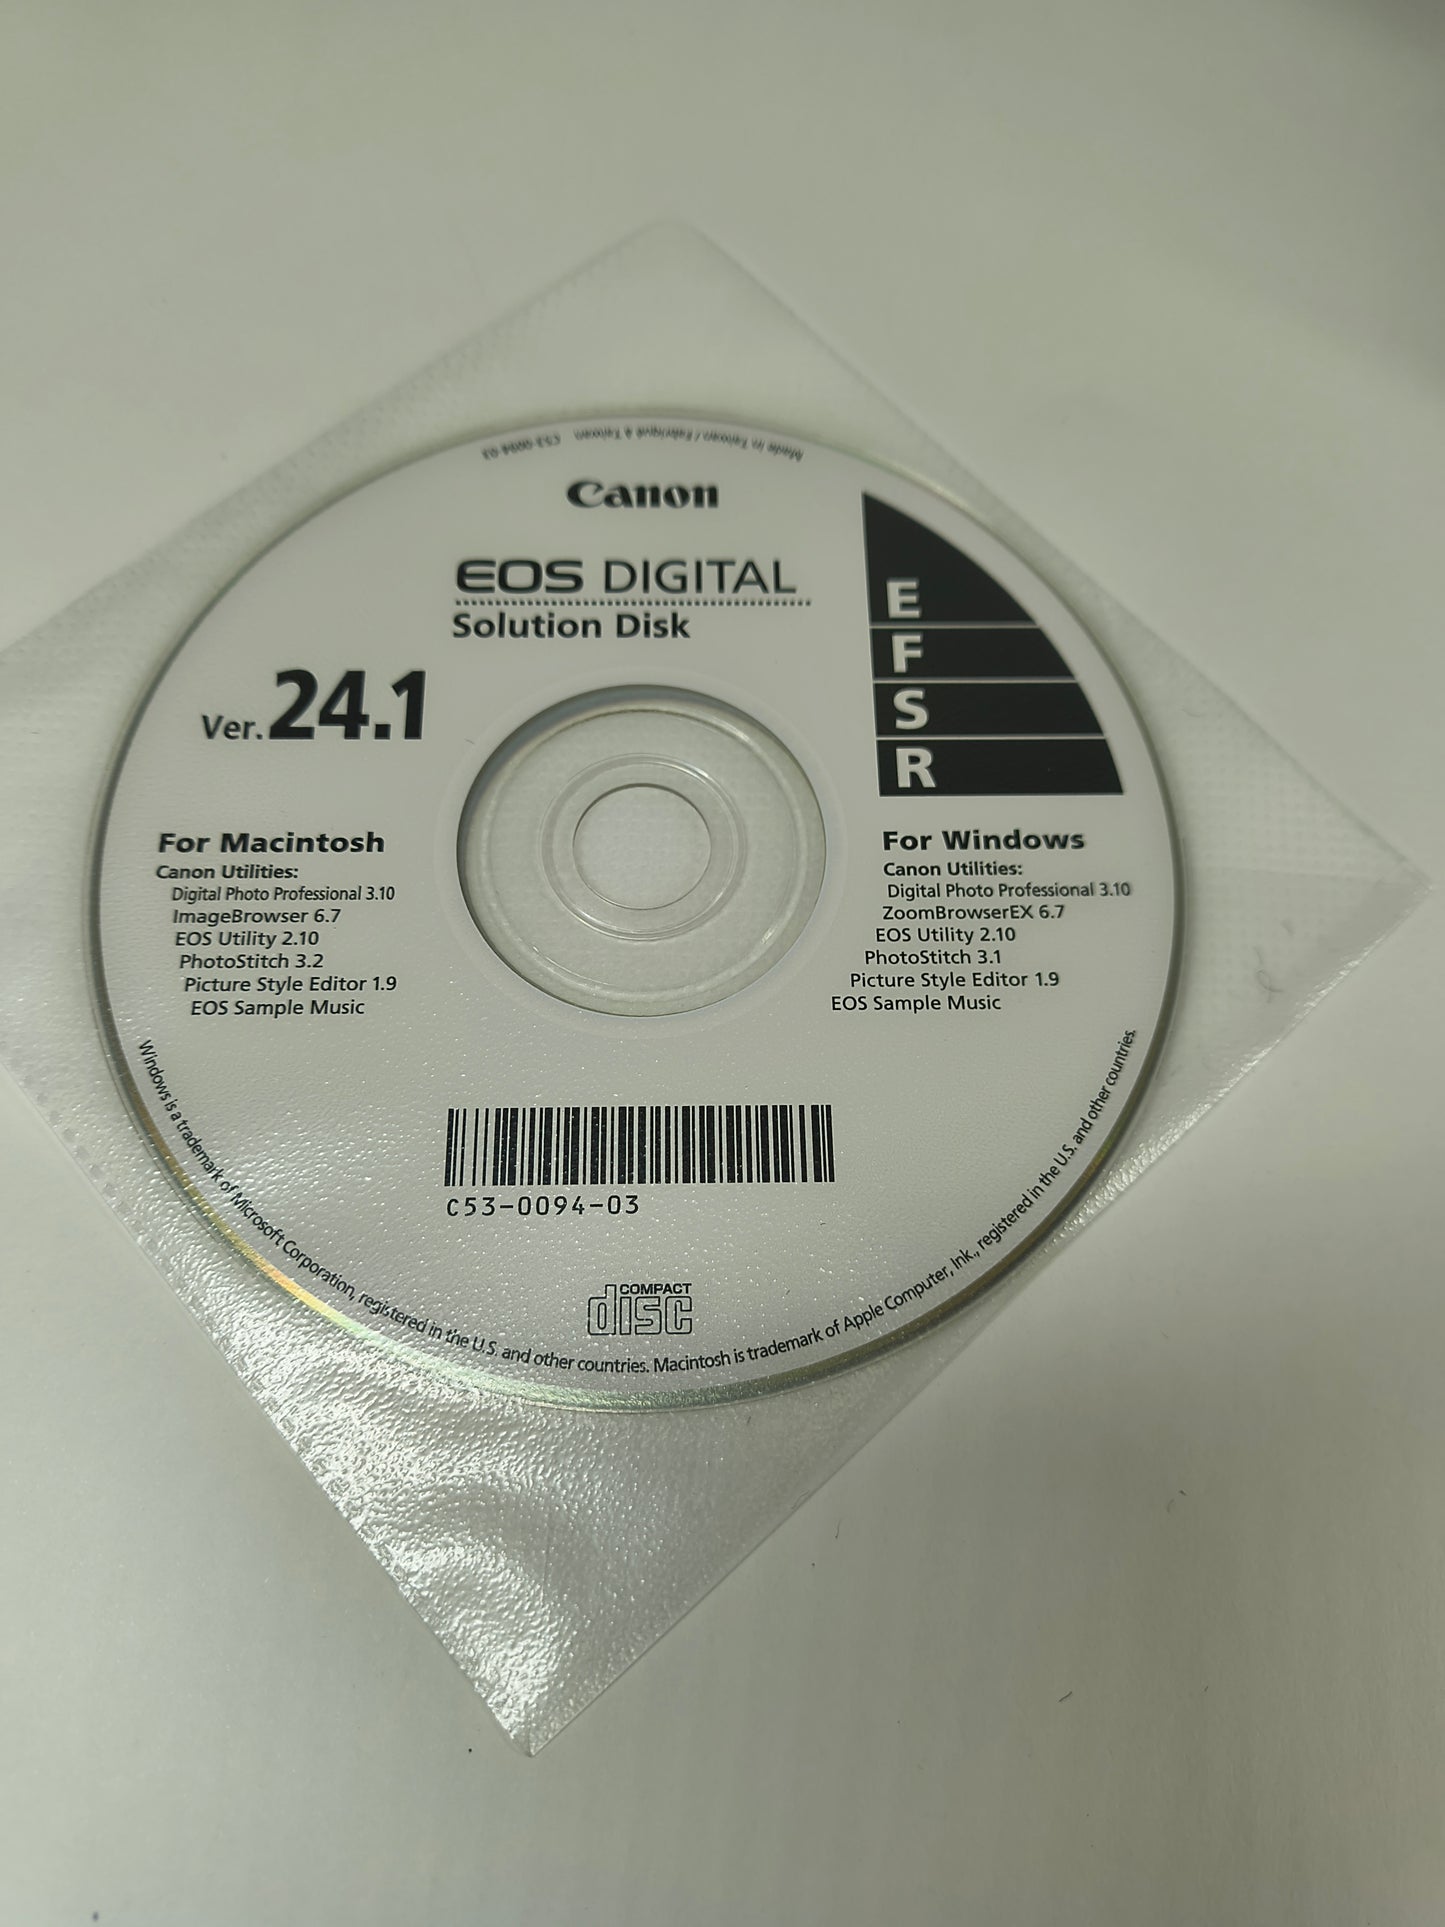 Made in Taiwan / Fabriqué à Taiwan C53-0094-03
Canon
EOS DIGITAL
Solution Disk
Ver.24.1
E
F
S
R
For Macintosh
Canon Utilities:
Digital Photo Professional 3.10
ImageBrowser 6.7
EOS Utility 2.10
PhotoStitch 3.2
Picture Style Editor 1.9
EOS Sample Music
For Windows
Canon Utilities:
Digital Photo Professional 3.10
ZoomBrowserEX 6.7
EOS Utility 2.10
PhotoStitch 3.1
Picture Style Editor 1.9
EOS Sample Music
C53-0094-03
COMPACT
disc
Windows is a trademark of Microsoft Corporation, registered in the U.S. and other countries. Macintosh is trademark of Apple Computer, Ink., registered in the U.S. and other countries.